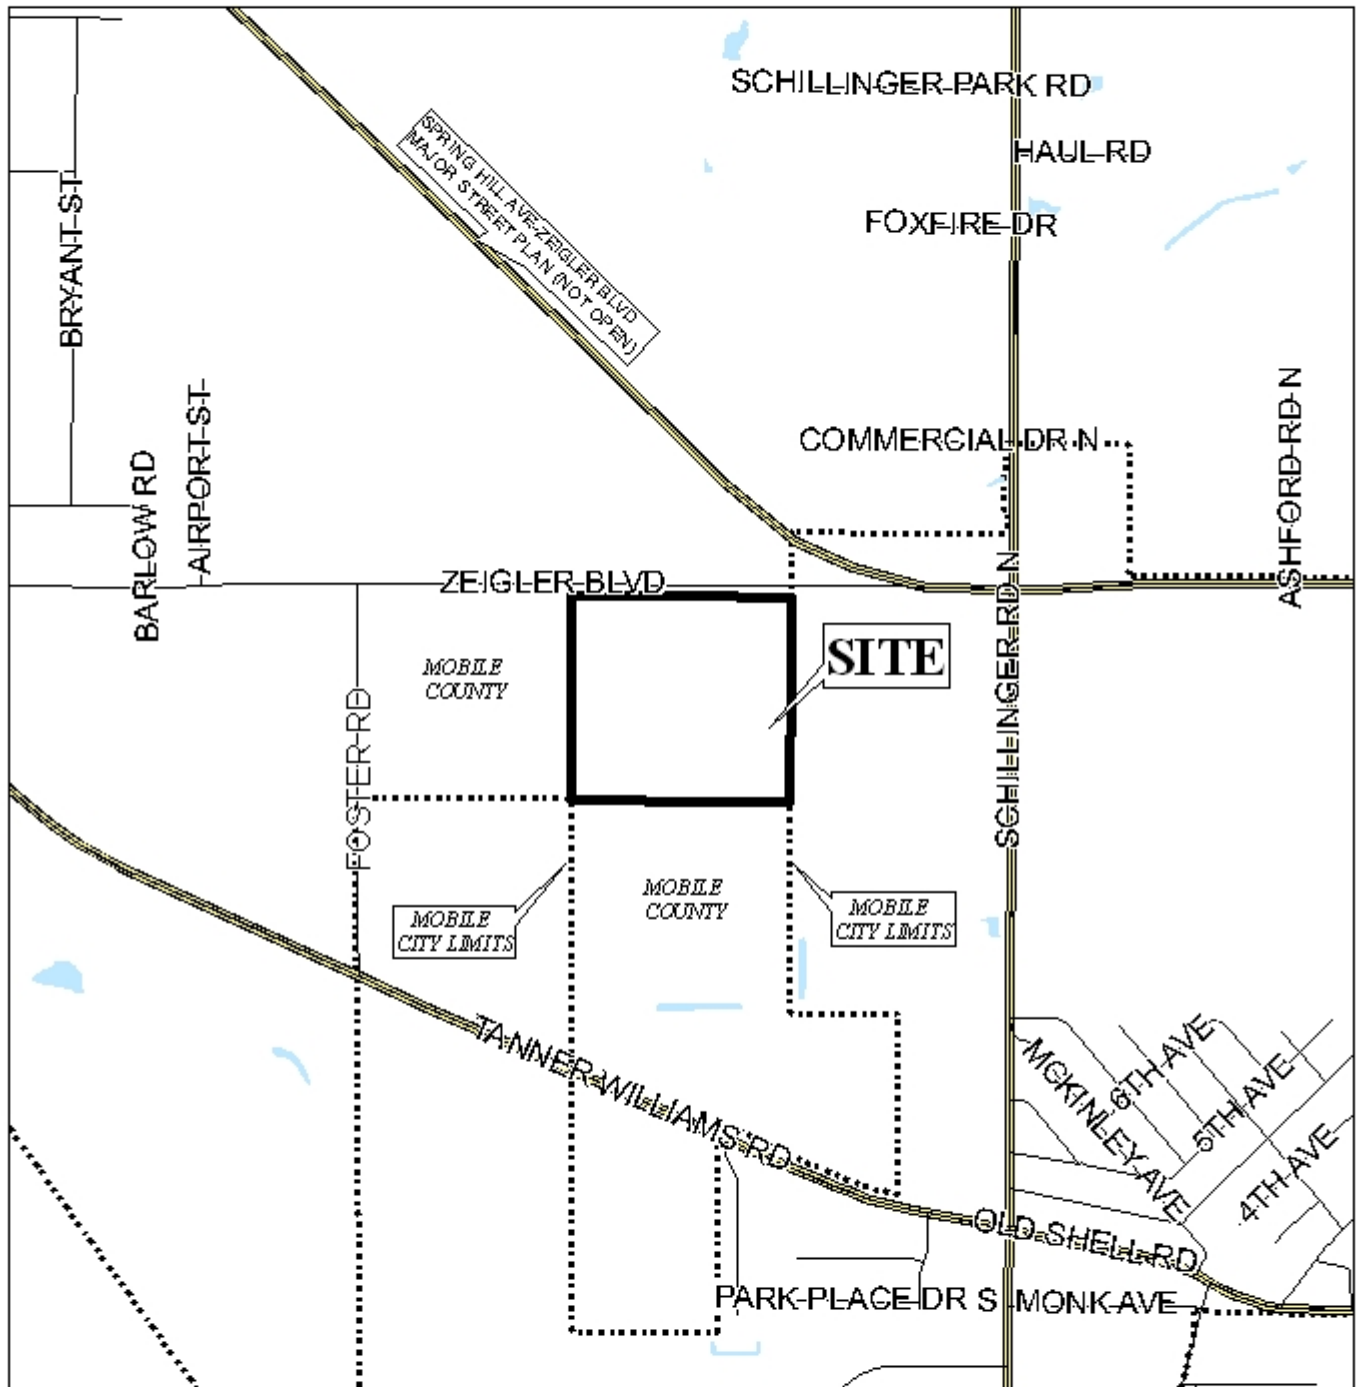 SCHILLINGER PARK RD
HAUL RD
SPRING HILL AVE-ZEIGLER BLVD
MAJOR STREET PLAN (NOT OPEN)
FOXFIRE DR
BRYANT ST
COMMERCIAL DR N
ASHFORD RD N
AIRPORT ST
BARLOW RD
ZEIGLER BLVD
SITE
MOBILE
COUNTY
SCHILLINGER RD N
FOSTER RD
MOBILE
COUNTY
MOBILE
CITY LIMITS
MOBILE
CITY LIMITS
TANNER WILLIAMS RD
MCKINLEY AVE
6TH AVE
5TH AVE
4TH AVE
OLD SHELL RD
PARK PLACE DR S
MONK AVE